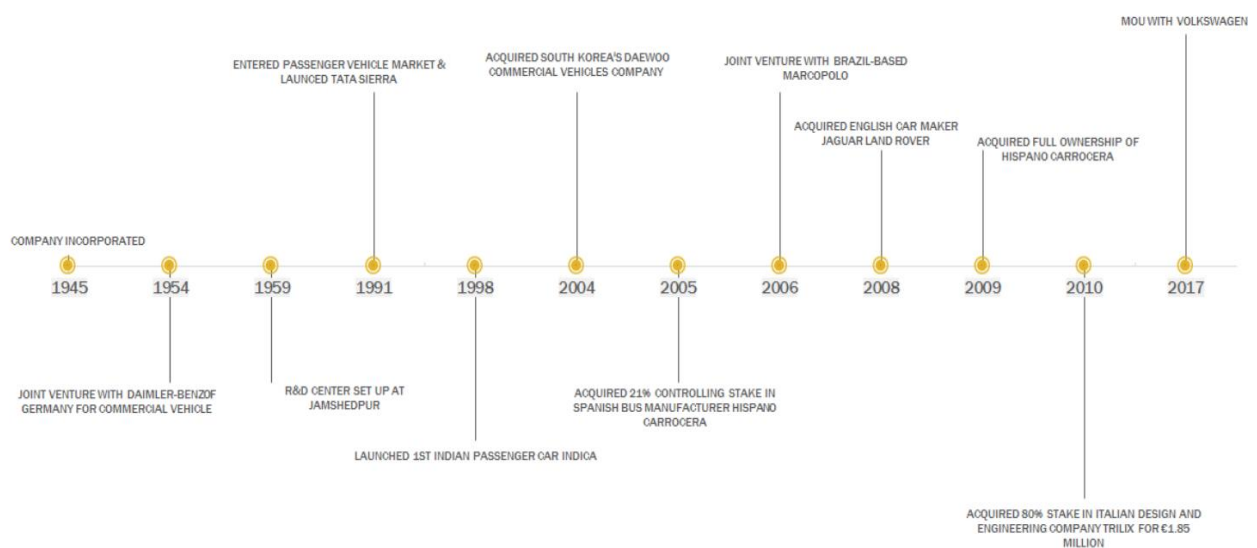 MOU WITH VOLKSWAGEN
ENTERED PASSENGER VEHICLE MARKET &
LAUNCED TATA SIERRA
ACQUIRED SOUTH KOREA'S DAEWOO
COMMERCIAL VEHICLES COMPANY
JOINT VENTURE WITH BRAZIL-BASED
MARCOPOLO
ACQUIRED ENGLISH CAR MAKER
JAGUAR LAND ROVER
ACQUIRED FULL OWNERSHIP OF
HISPANO CARROCERA
COMPANY INCORPORATED
1945 1954 1959 1991 1998 2004 2005 2006 2008 2009 2010 2017
JOINT VENTURE WITH DAIMLER-BENZOF
GERMANY FOR COMMERCIAL VEHICLE
R&D CENTER SET UP AT
JAMSHEDPUR
ACQUIRED 21% CONTROLLING STAKE IN
SPANISH BUS MANUFACTURER HISPANO
CARROCERA
LAUNCHED 1ST INDIAN PASSENGER CAR INDICA
ACQUIRED 80% STAKE IN ITALIAN DESIGN AND
ENGINEERING COMPANY TRILIX FOR €1.85
MILLION